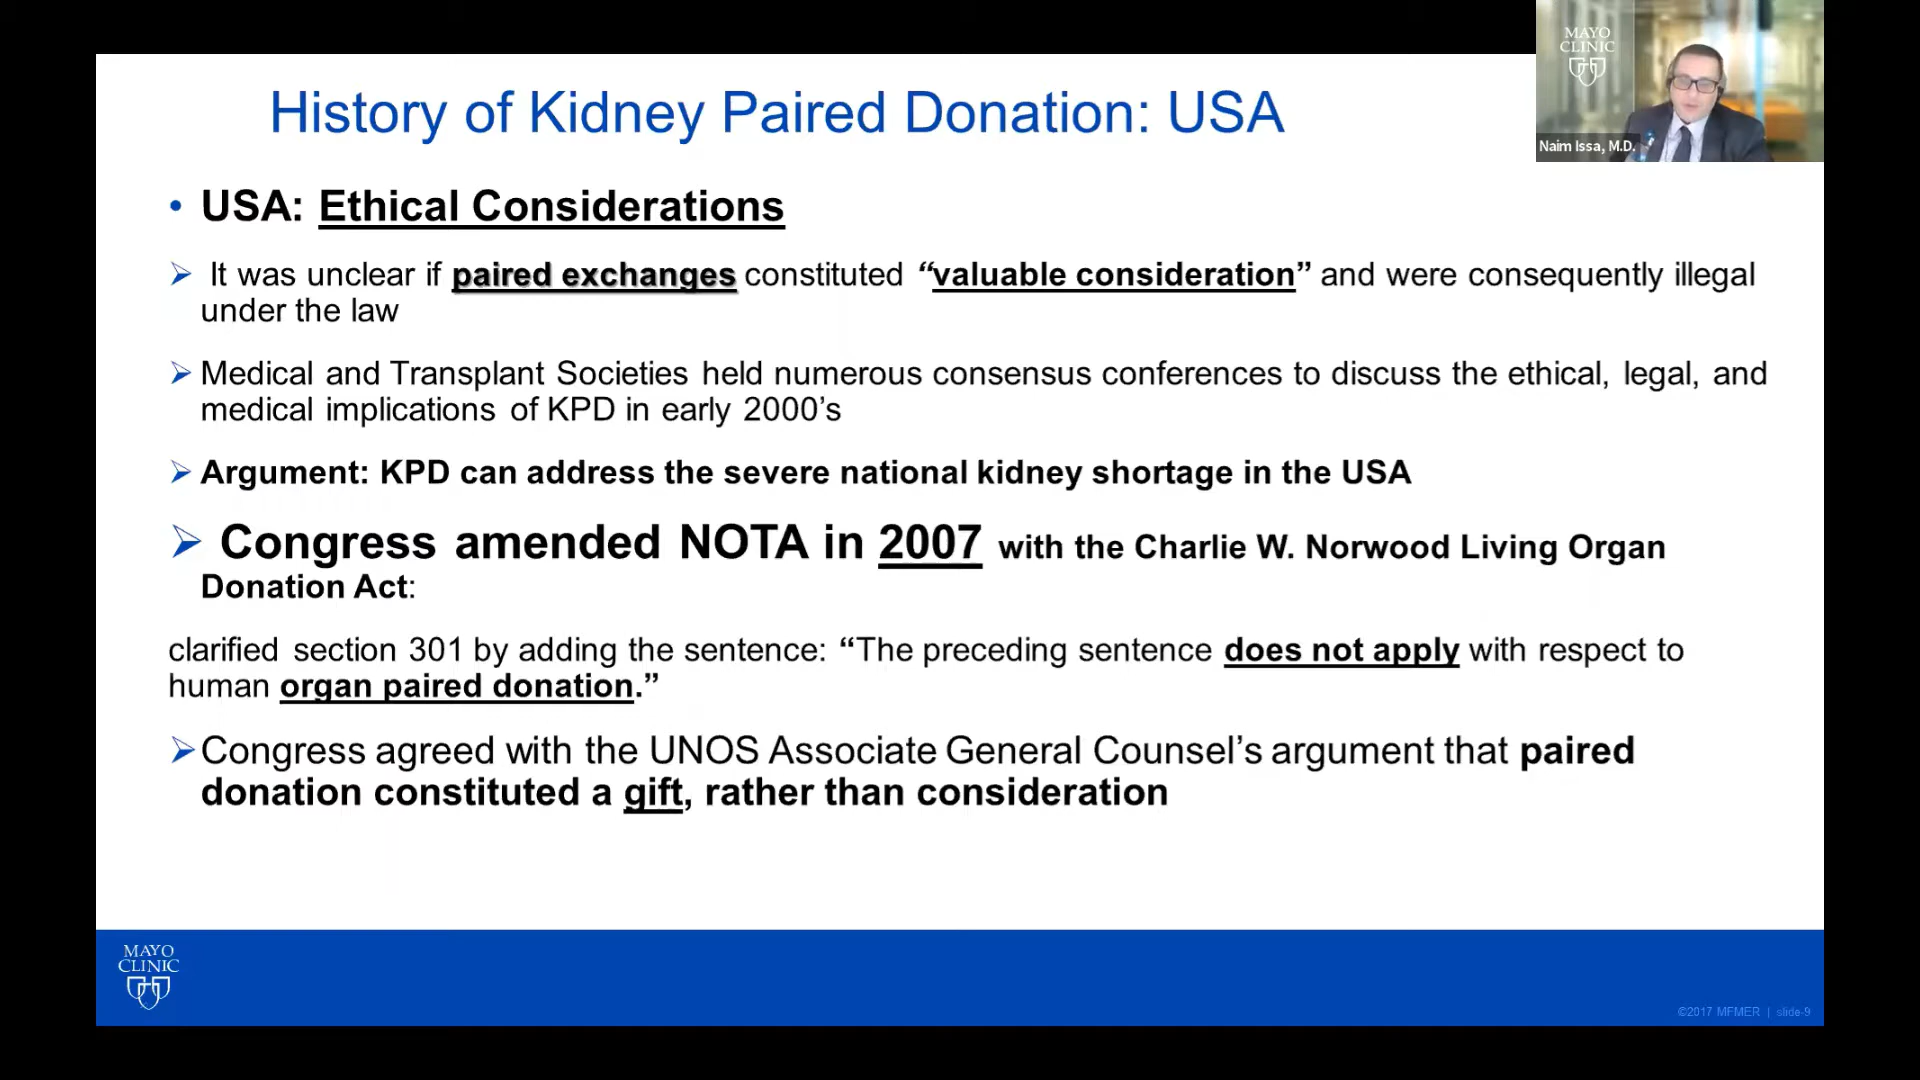 MAYO
CLINIC
Naim Issa, M.D.
History of Kidney Paired Donation: USA
• USA: Ethical Considerations
➢ It was unclear if paired exchanges constituted “valuable consideration” and were consequently illegal
under the law
➢ Medical and Transplant Societies held numerous consensus conferences to discuss the ethical, legal, and
medical implications of KPD in early 2000’s
➢ Argument: KPD can address the severe national kidney shortage in the USA
➢ Congress amended NOTA in 2007 with the Charlie W. Norwood Living Organ
Donation Act:
clarified section 301 by adding the sentence: “The preceding sentence does not apply with respect to
human organ paired donation.”
➢ Congress agreed with the UNOS Associate General Counsel’s argument that paired
donation constituted a gift, rather than consideration
MAYO
CLINIC
©2017 MFMER | slide-9